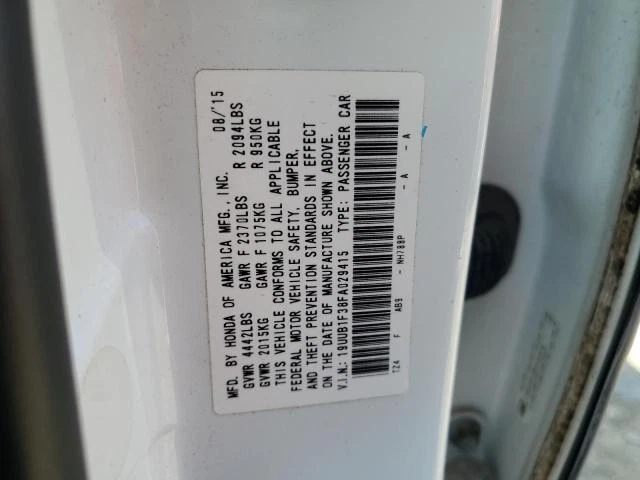 MFD. BY HONDA OF AMERICA MFG., INC. 08/'15
GVWR 4442LBS GAWR F 2370LBS R 2094LBS
GVWR 2015KG GAWR F 1075KG R 950KG
THIS VEHICLE CONFORMS TO ALL APPLICABLE
FEDERAL MOTOR VEHICLE SAFETY, BUMPER,
AND THEFT PREVENTION STANDARDS IN EFFECT
ON THE DATE OF MANUFACTURE SHOWN ABOVE.
V.I.N.: 19UUB1F38FA029415 TYPE: PASSENGER CAR
TZ4 F AB9 - NH788P - A - A